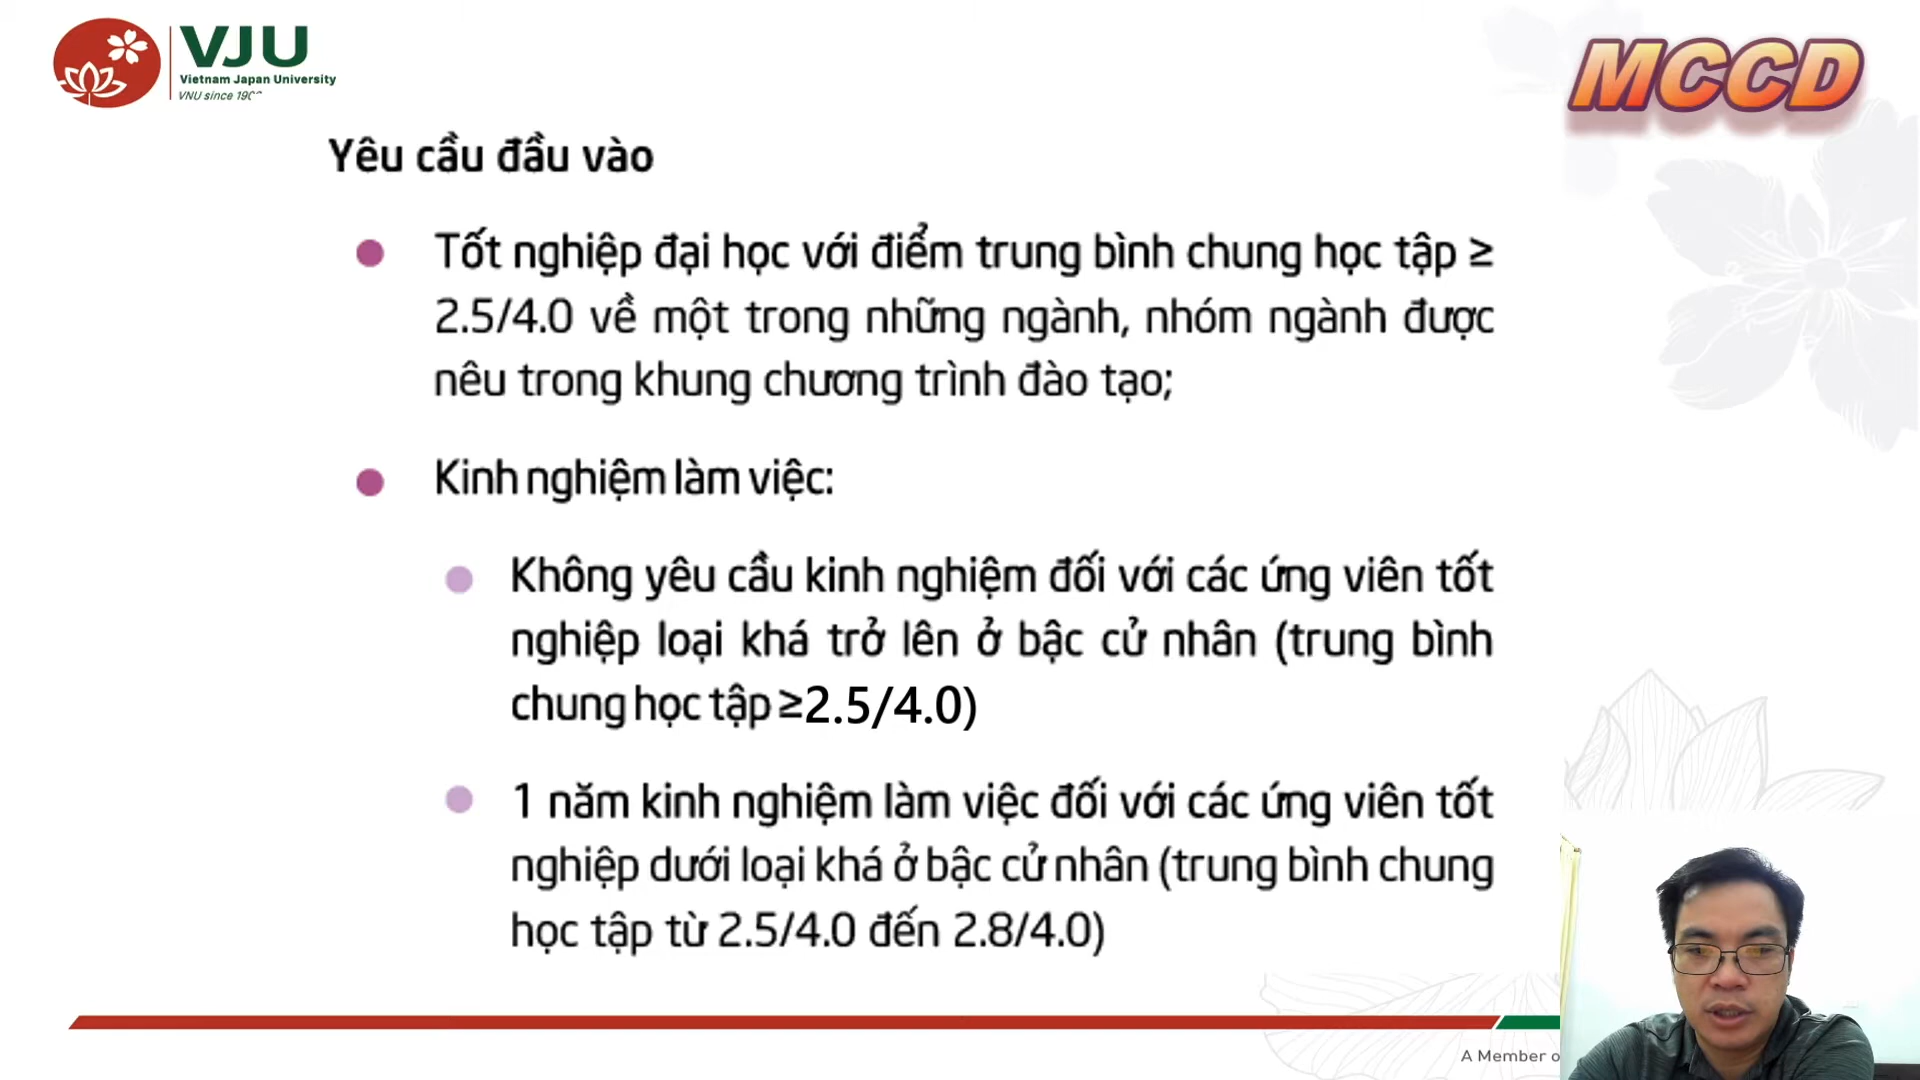 VJU
Vietnam Japan University
VNU since
MCCD
Yêu cầu đầu vào
Tốt nghiệp đại học với điểm trung bình chung học tập ≥
2.5/4.0 về một trong những ngành, nhóm ngành được
nêu trong khung chương trình đào tạo;
Kinh nghiệm làm việc:
Không yêu cầu kinh nghiệm đối với các ứng viên tốt
nghiệp loại khá trở lên ở bậc cử nhân (trung bình
chung học tập ≥2.5/4.0)
1 năm kinh nghiệm làm việc đối với các ứng viên tốt
nghiệp dưới loại khá ở bậc cử nhân (trung bình chung
học tập từ 2.5/4.0 đến 2.8/4.0)
A Member